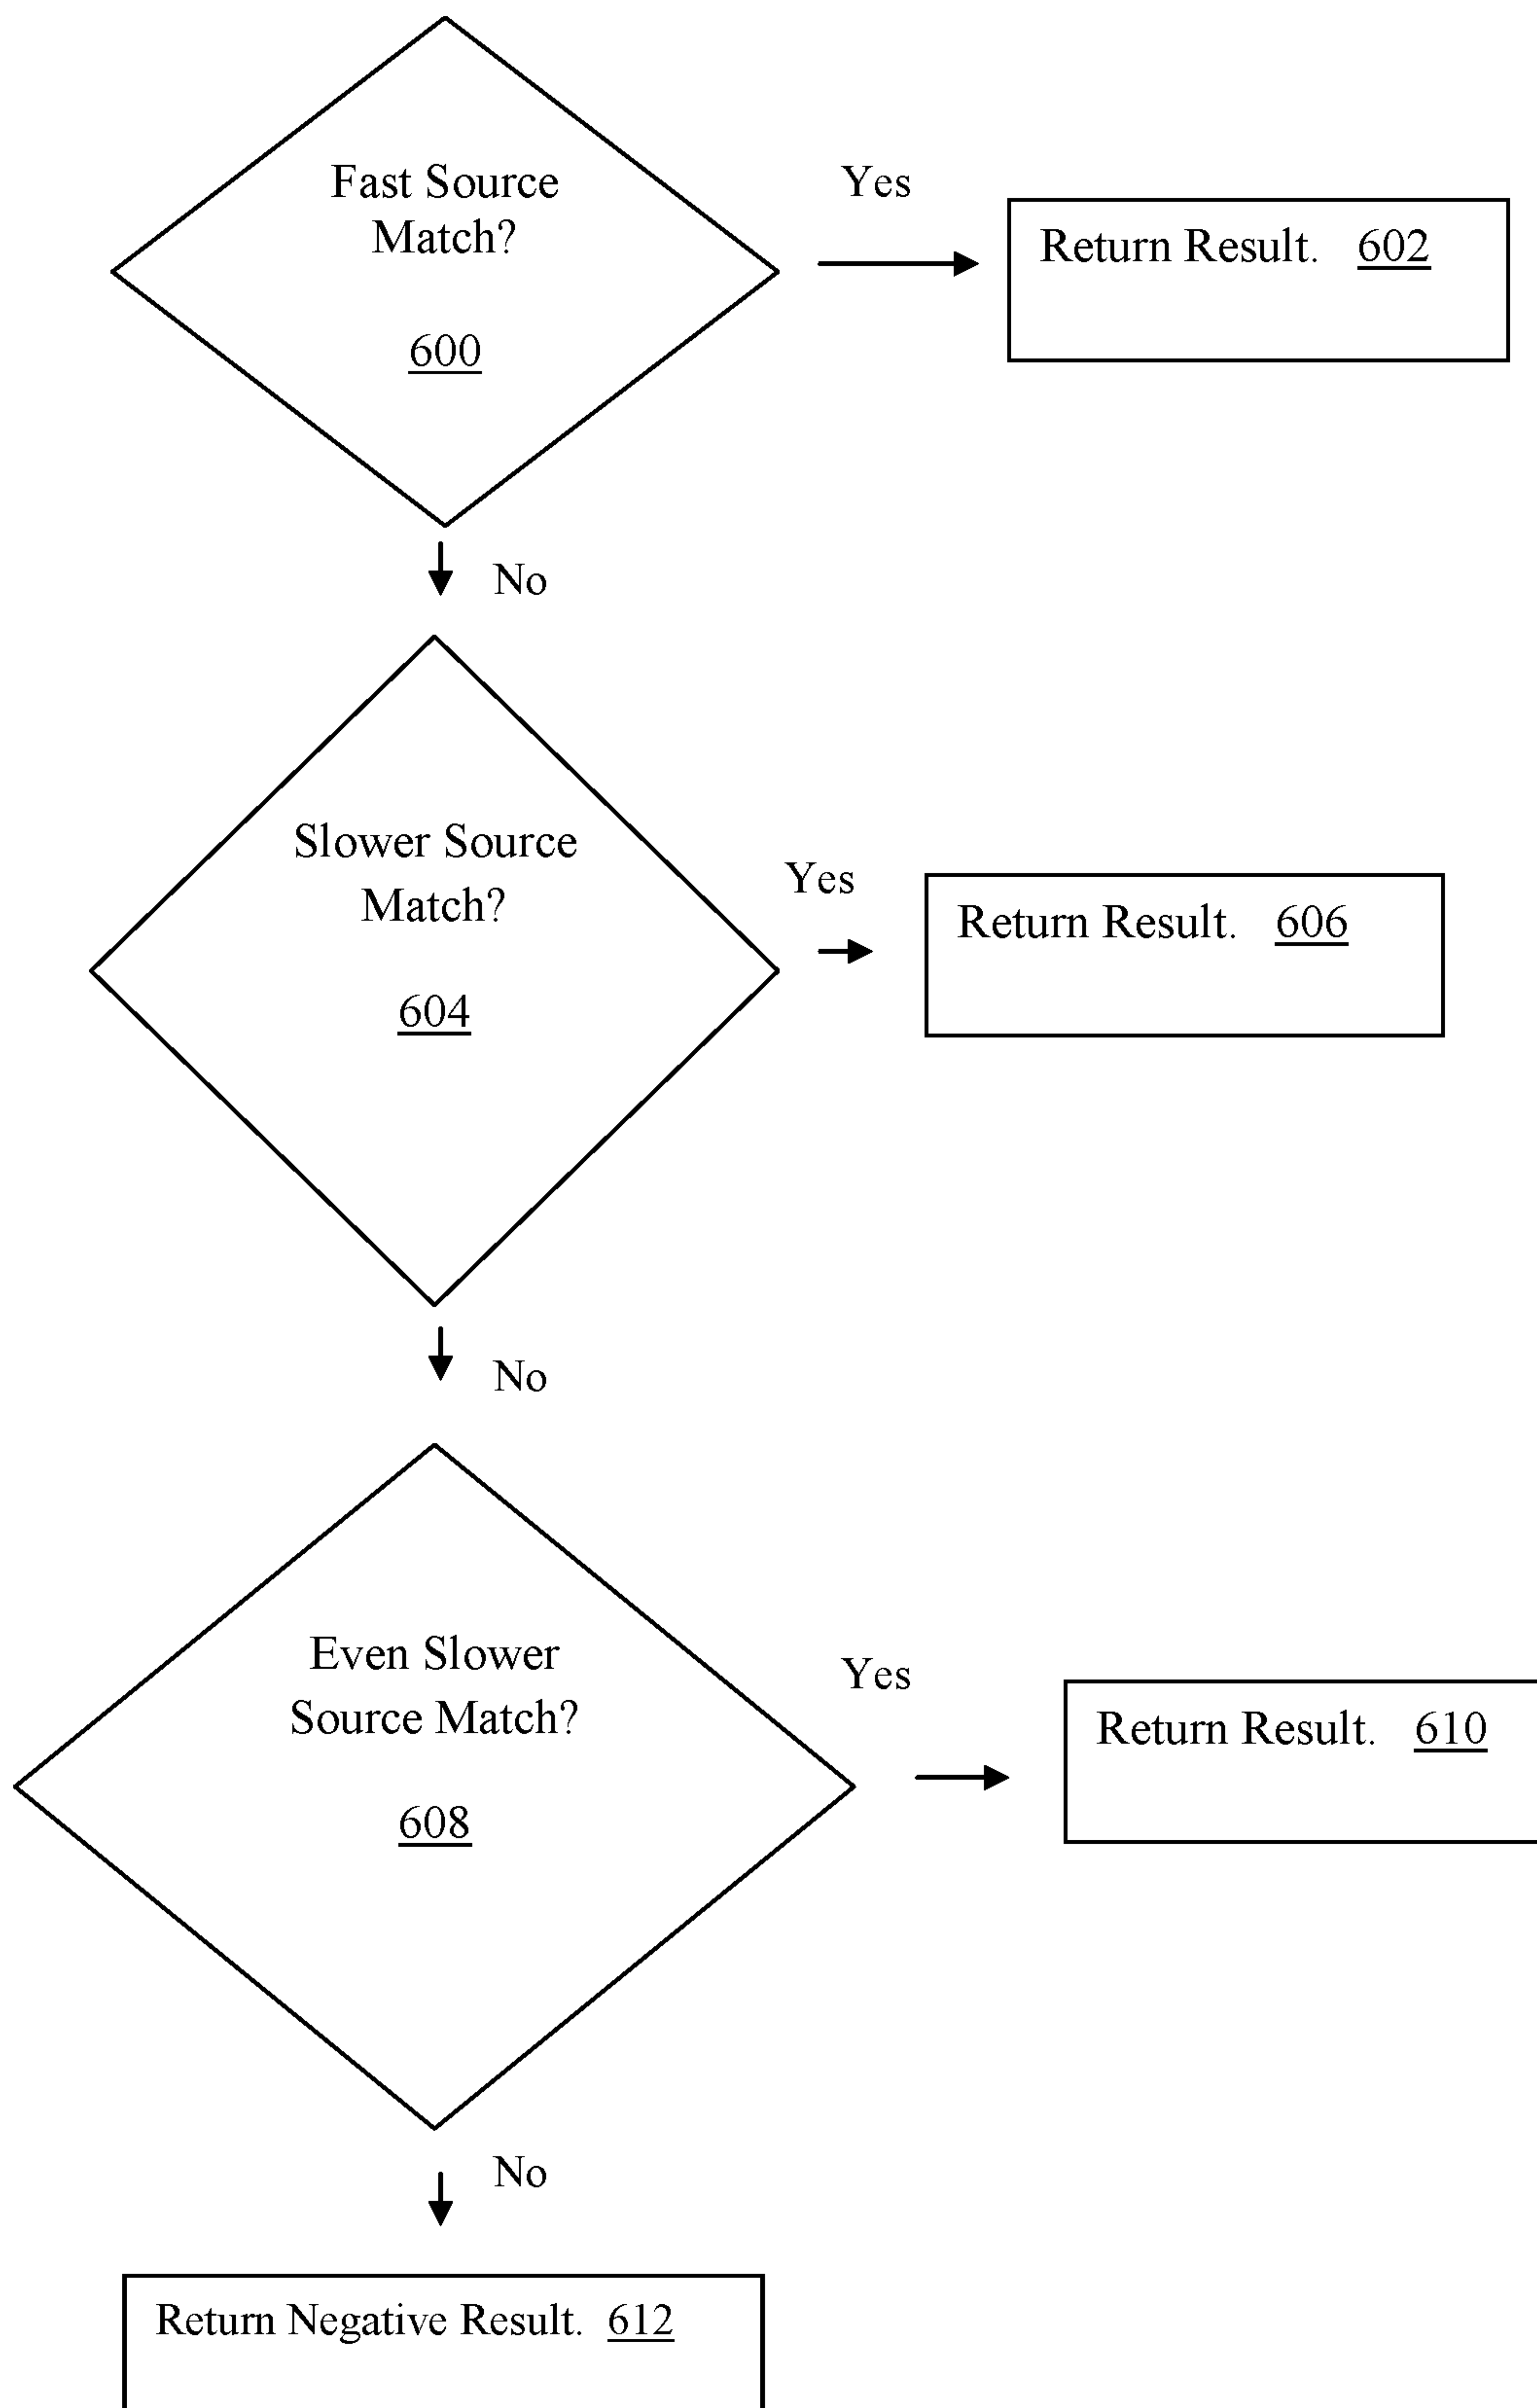 Fast Source
Match?
600
Yes
Return Result. 602
No
Slower Source
Match?
604
Yes
Return Result. 606
No
Even Slower
Source Match?
608
Yes
Return Result. 610
No
Return Negative Result. 612